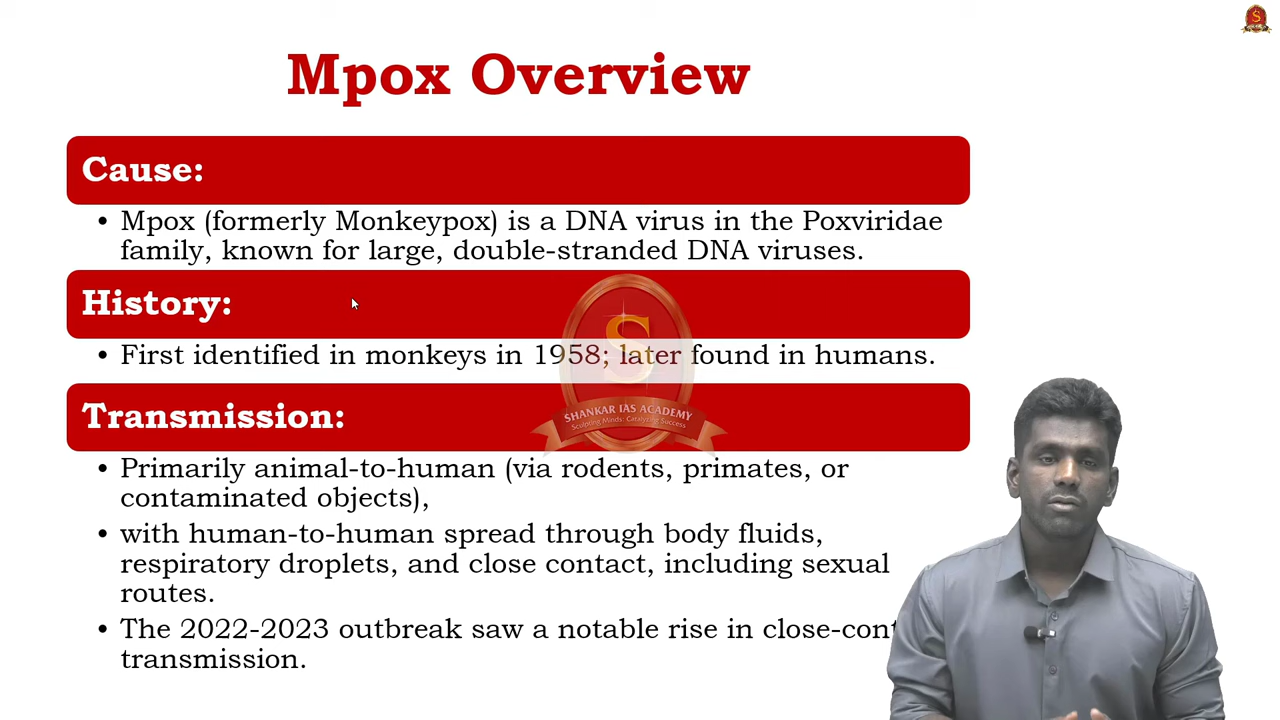 Mpox Overview
Cause:
• Mpox (formerly Monkeypox) is a DNA virus in the Poxviridae
family, known for large, double-stranded DNA viruses.
History:
• First identified in monkeys in 1958; later found in humans.
SHANKAR IAS ACADEMY
Sculpting Minds: Catalyzing Success
Transmission:
• Primarily animal-to-human (via rodents, primates, or
contaminated objects),
• with human-to-human spread through body fluids,
respiratory droplets, and close contact, including sexual
routes.
• The 2022-2023 outbreak saw a notable rise in close-cont
transmission.